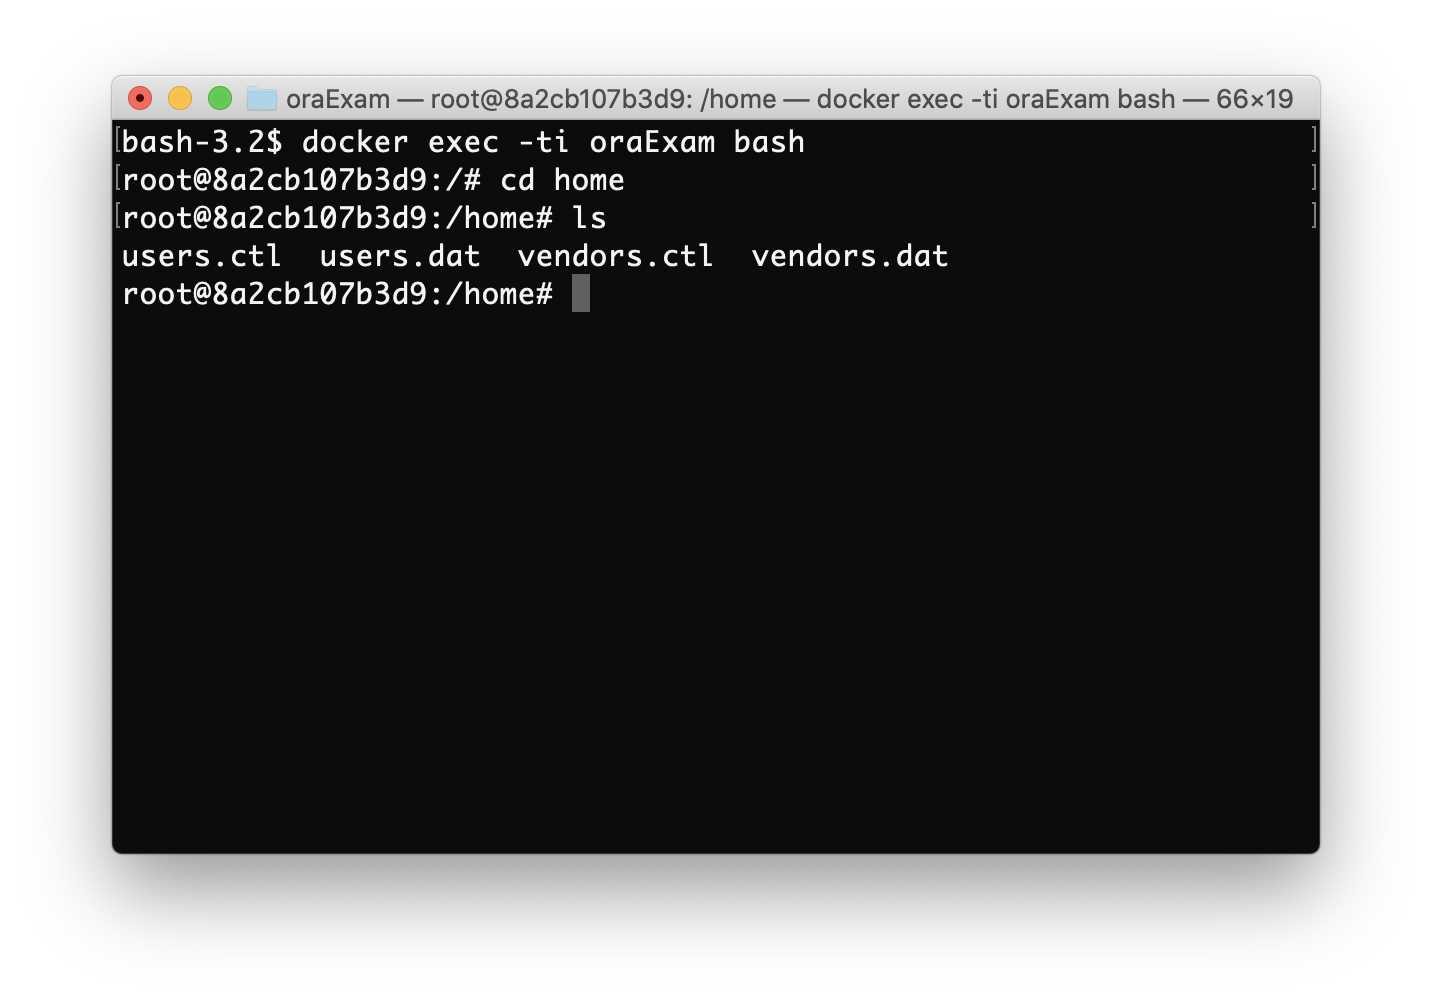 oraExam — root@8a2cb107b3d9: /home — docker exec -ti oraExam bash — 66×19
[bash-3.2$ docker exec -ti oraExam bash ]
[root@8a2cb107b3d9:/# cd home ]
[root@8a2cb107b3d9:/home# ls ]
users.ctl  users.dat  vendors.ctl  vendors.dat
root@8a2cb107b3d9:/home#